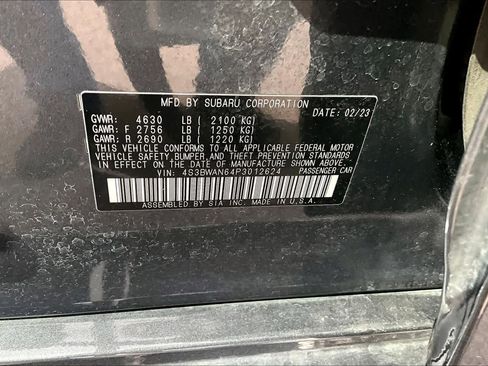 MFD BY SUBARU CORPORATION
DATE: 02/23
GVWR: 4630 LB ( 2100 KG)
GAWR: F 2756 LB ( 1250 KG)
GAWR: R 2690 LB ( 1220 KG)
THIS VEHICLE CONFORMS TO ALL APPLICABLE FEDERAL MOTOR
VEHICLE SAFETY, BUMPER, AND THEFT PREVENTION STANDARDS
IN EFFECT ON THE DATE OF MANUFACTURE SHOWN ABOVE.
VIN: 4S3BWAN64P3012624 PASSENGER CAR
ASSEMBLED BY SIA INC. MADE IN U.S.A.